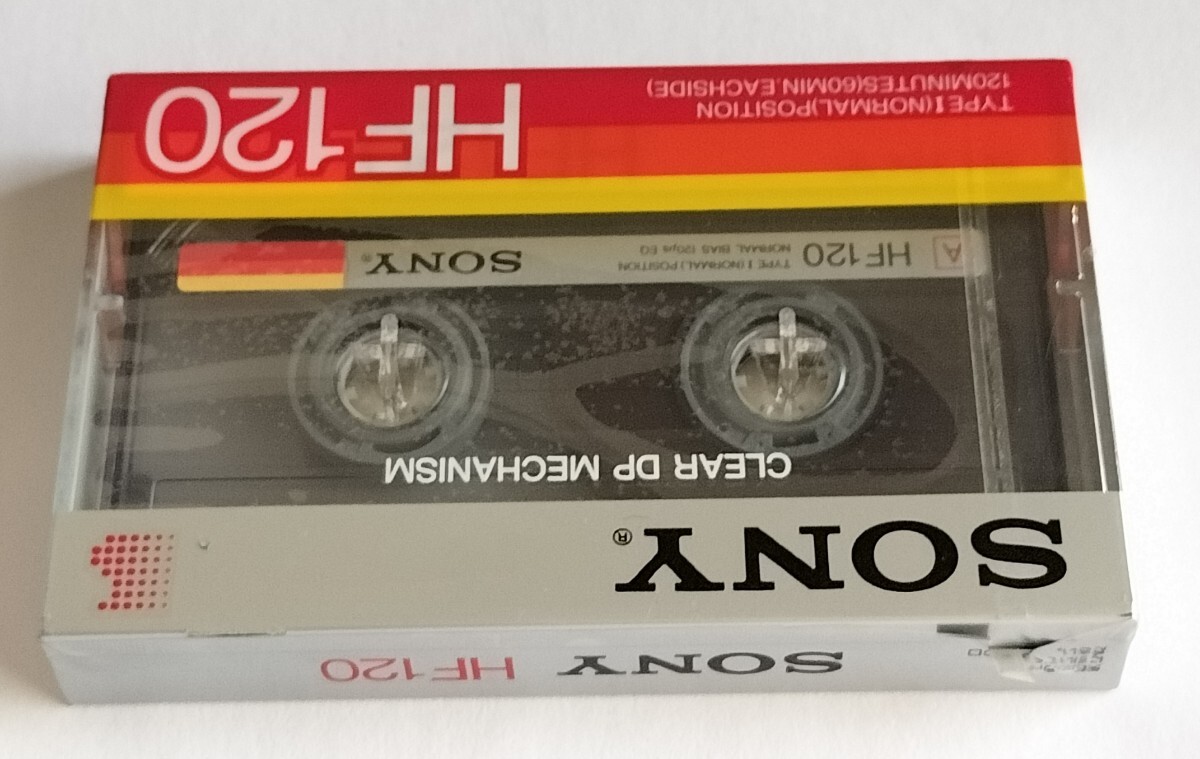 SONY HF120
SONY®
CLEAR DP MECHANISM
A HF120 TYPE I (NORMAL) POSITION
NORMAL BIAS 120μs EQ
SONY®
TYPE I (NORMAL) POSITION
120MINUTES(60MIN.EACHSIDE)
HF120